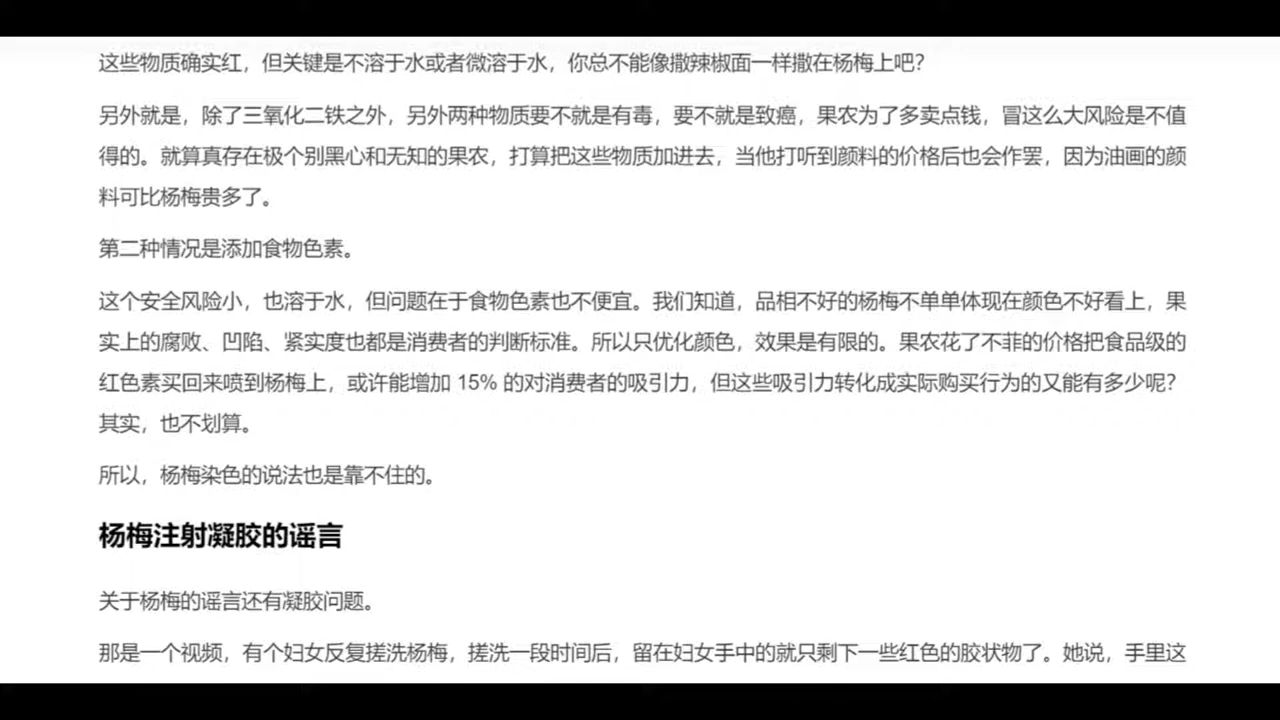 这些物质确实红，但关键是不溶于水或者微溶于水，你总不能像撒辣椒面一样撒在杨梅上吧？
另外就是，除了三氧化二铁之外，另外两种物质要不就是有毒，要不就是致癌，果农为了多卖点钱，冒这么大风险是不值
得的。就算真存在极个别黑心和无知的果农，打算把这些物质加进去，当他打听到颜料的价格后也会作罢，因为油画的颜
料可比杨梅贵多了。
第二种情况是添加食物色素。
这个安全风险小，也溶于水，但问题在于食物色素也不便宜。我们知道，品相不好的杨梅不单单体现在颜色不好看上，果
实上的腐败、凹陷、紧实度也都是消费者的判断标准。所以只优化颜色，效果是有限的。果农花了不菲的价格把食品级的
红色素买回来喷到杨梅上，或许能增加 15% 的对消费者的吸引力，但这些吸引力转化成实际购买行为的又能有多少呢？
其实，也不划算。
所以，杨梅染色的说法也是靠不住的。
杨梅注射凝胶的谣言
关于杨梅的谣言还有凝胶问题。
那是一个视频，有个妇女反复搓洗杨梅，搓洗一段时间后，留在妇女手中的就只剩下一些红色的胶状物了。她说，手里这